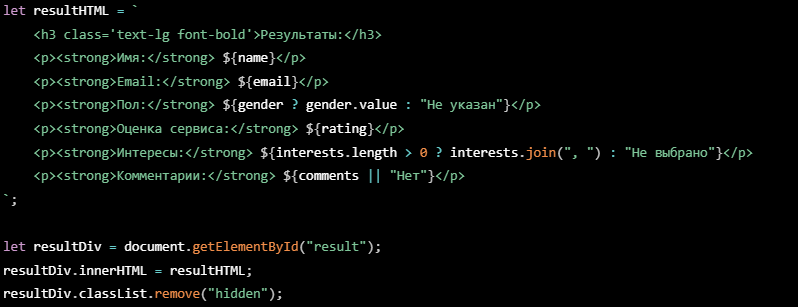 let resultHTML = `
    <h3 class='text-lg font-bold'>Результаты:</h3>
    <p><strong>Имя:</strong> ${name}</p>
    <p><strong>Email:</strong> ${email}</p>
    <p><strong>Пол:</strong> ${gender ? gender.value : "Не указан"}</p>
    <p><strong>Оценка сервиса:</strong> ${rating}</p>
    <p><strong>Интересы:</strong> ${interests.length > 0 ? interests.join(", ") : "Не выбрано"}</p>
    <p><strong>Комментарии:</strong> ${comments || "Нет"}</p>
`;

let resultDiv = document.getElementById("result");
resultDiv.innerHTML = resultHTML;
resultDiv.classList.remove("hidden");